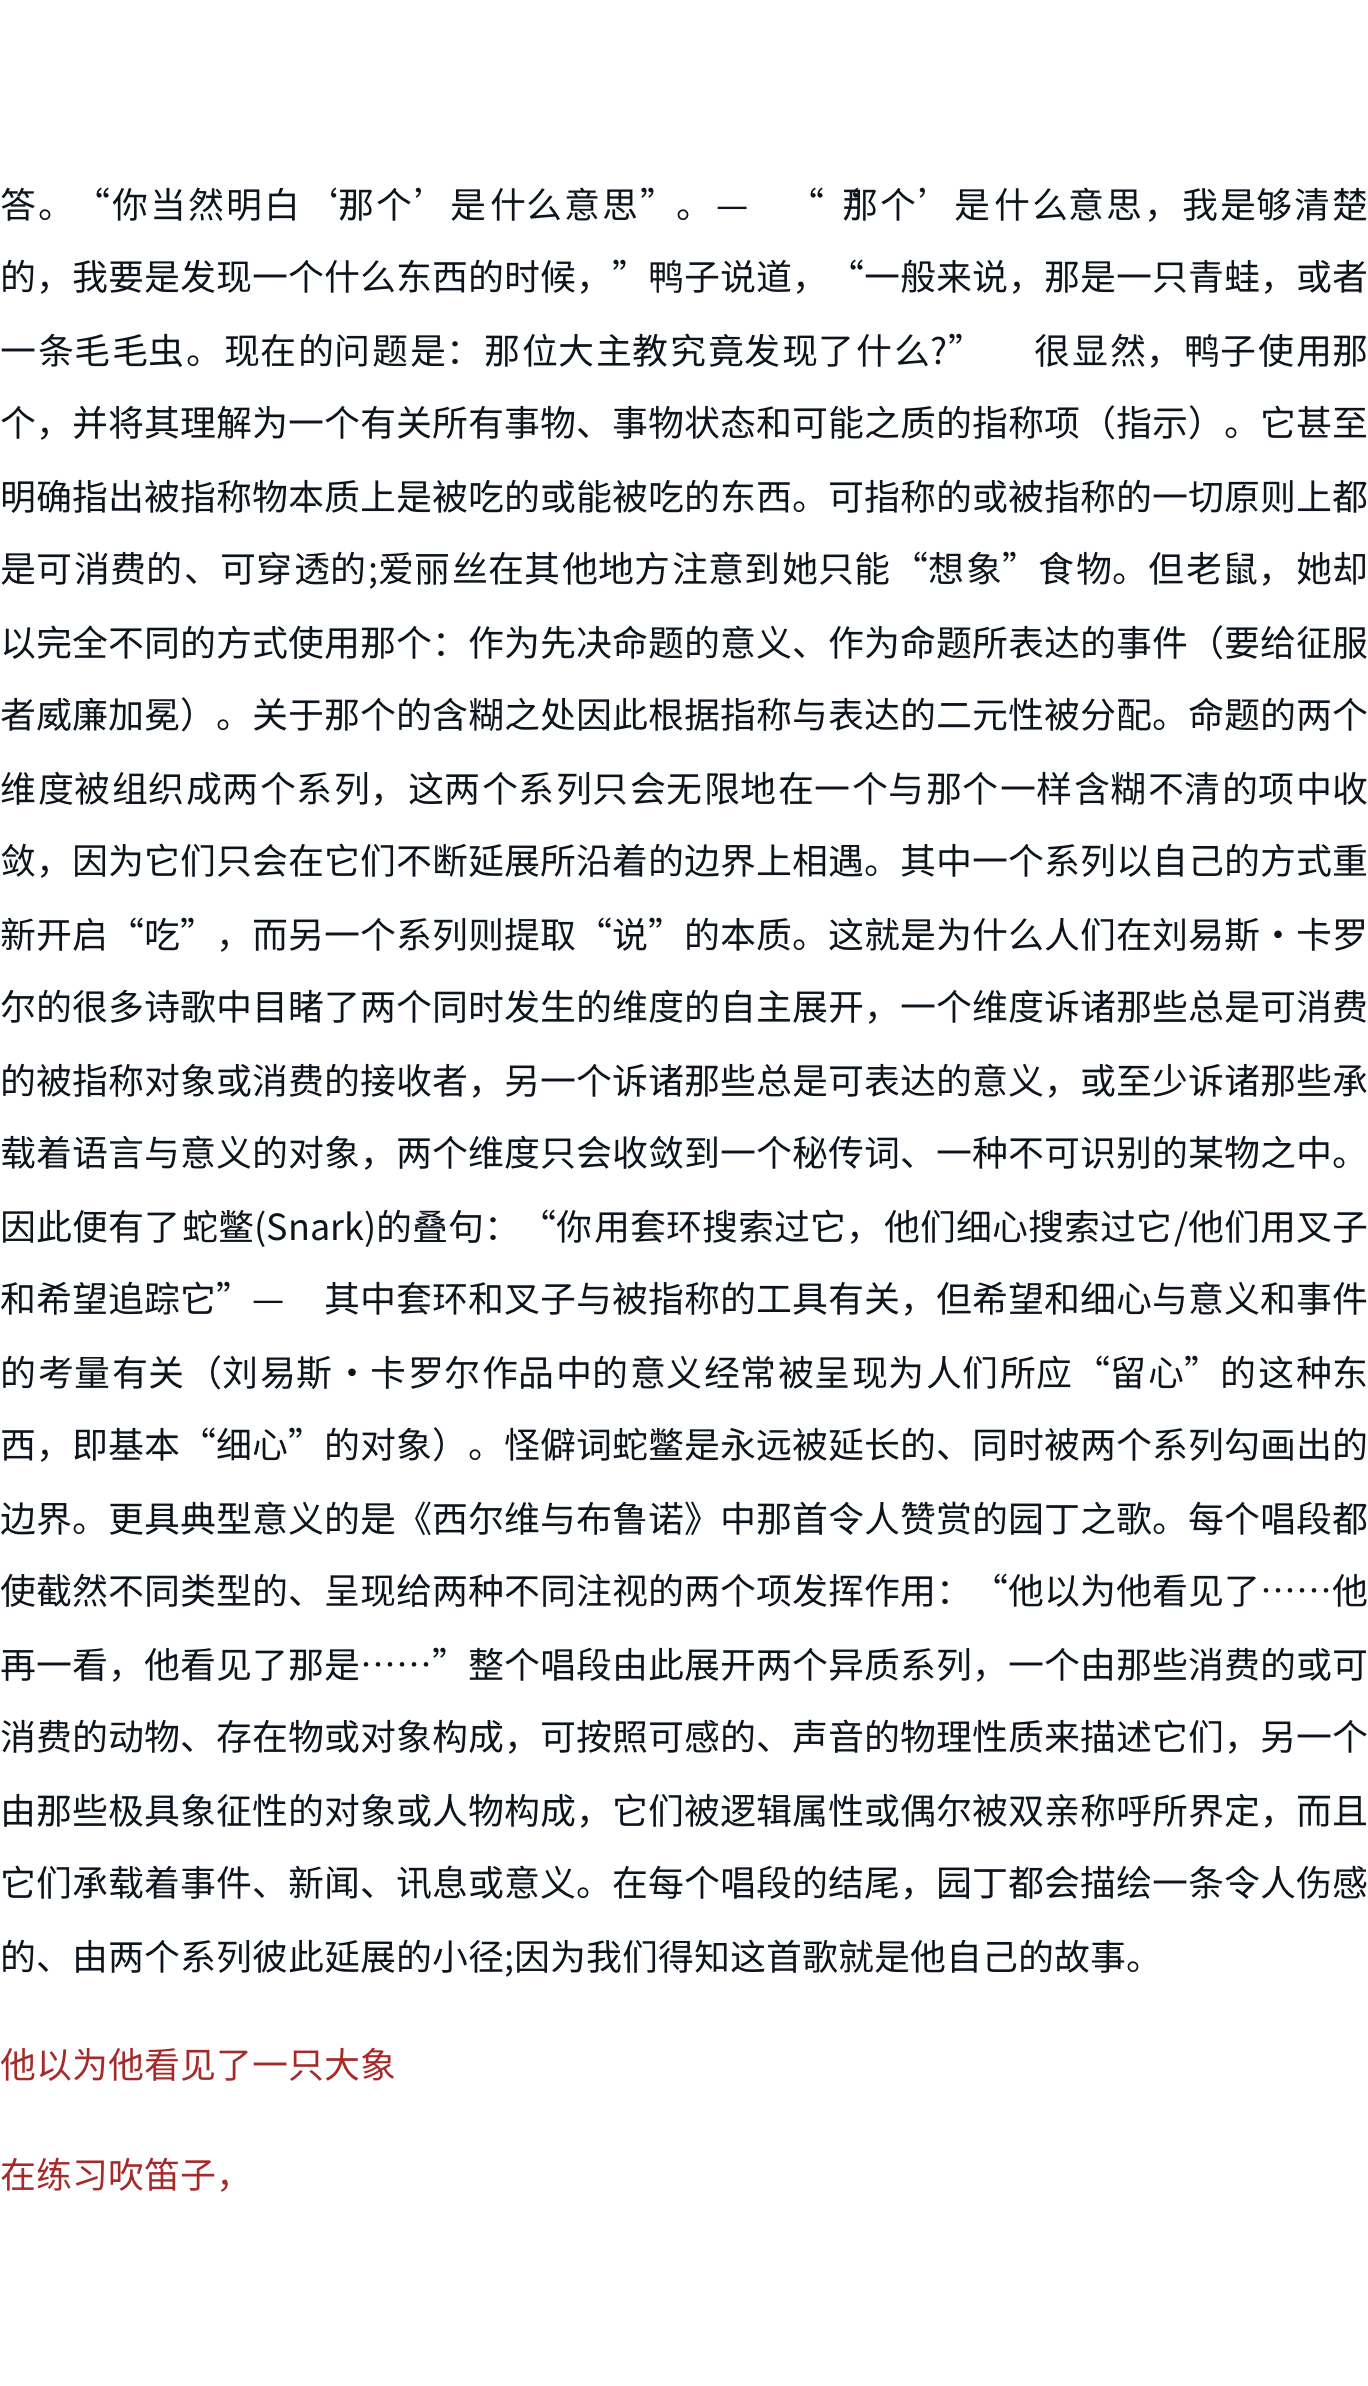 答。“你当然明白‘那个’是什么意思”。— “‘那个’是什么意思，我是够清楚
的，我要是发现一个什么东西的时候，”鸭子说道，“一般来说，那是一只青蛙，或者
一条毛毛虫。现在的问题是：那位大主教究竟发现了什么?” 很显然，鸭子使用那
个，并将其理解为一个有关所有事物、事物状态和可能之质的指称项（指示）。它甚至
明确指出被指称物本质上是被吃的或能被吃的东西。可指称的或被指称的一切原则上都
是可消费的、可穿透的;爱丽丝在其他地方注意到她只能“想象”食物。但老鼠，她却
以完全不同的方式使用那个：作为先决命题的意义、作为命题所表达的事件（要给征服
者威廉加冕）。关于那个的含糊之处因此根据指称与表达的二元性被分配。命题的两个
维度被组织成两个系列，这两个系列只会无限地在一个与那个一样含糊不清的项中收
敛，因为它们只会在它们不断延展所沿着的边界上相遇。其中一个系列以自己的方式重
新开启“吃”，而另一个系列则提取“说”的本质。这就是为什么人们在刘易斯·卡罗
尔的很多诗歌中目睹了两个同时发生的维度的自主展开，一个维度诉诸那些总是可消费
的被指称对象或消费的接收者，另一个诉诸那些总是可表达的意义，或至少诉诸那些承
载着语言与意义的对象，两个维度只会收敛到一个秘传词、一种不可识别的某物之中。
因此便有了蛇鳖(Snark)的叠句：“你用套环搜索过它，他们细心搜索过它/他们用叉子
和希望追踪它”— 其中套环和叉子与被指称的工具有关，但希望和细心与意义和事件
的考量有关（刘易斯·卡罗尔作品中的意义经常被呈现为人们所应“留心”的这种东
西，即基本“细心”的对象）。怪僻词蛇鳖是永远被延长的、同时被两个系列勾画出的
边界。更具典型意义的是《西尔维与布鲁诺》中那首令人赞赏的园丁之歌。每个唱段都
使截然不同类型的、呈现给两种不同注视的两个项发挥作用：“他以为他看见了……他
再一看，他看见了那是……”整个唱段由此展开两个异质系列，一个由那些消费的或可
消费的动物、存在物或对象构成，可按照可感的、声音的物理性质来描述它们，另一个
由那些极具象征性的对象或人物构成，它们被逻辑属性或偶尔被双亲称呼所界定，而且
它们承载着事件、新闻、讯息或意义。在每个唱段的结尾，园丁都会描绘一条令人伤感
的、由两个系列彼此延展的小径;因为我们得知这首歌就是他自己的故事。
他以为他看见了一只大象
在练习吹笛子，